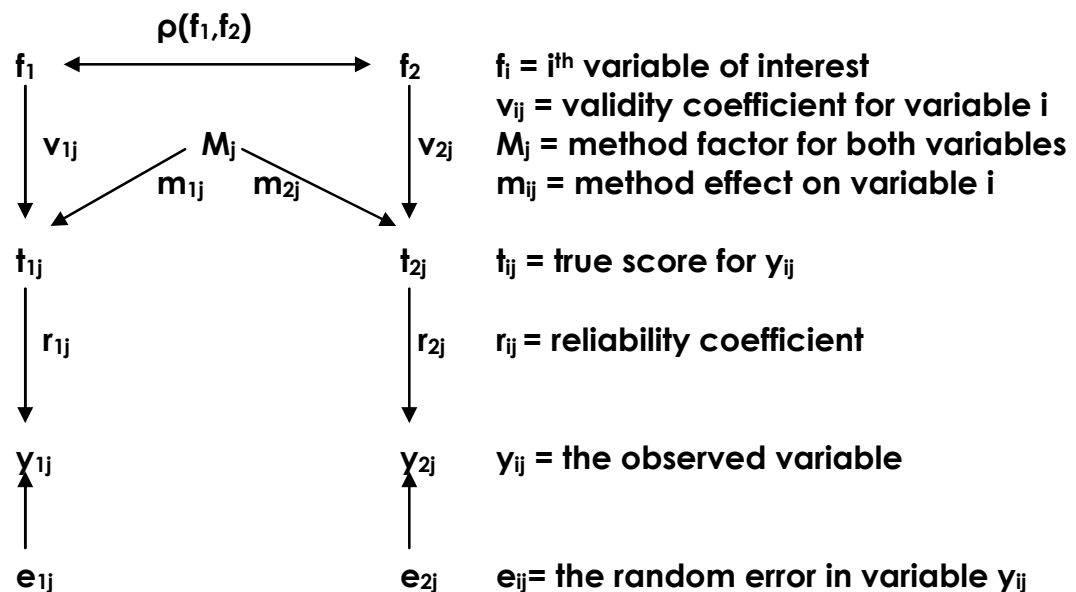 ρ(f₁,f₂)
f₁ f₂ fᵢ = iᵗʰ variable of interest
vᵢⱼ = validity coefficient for variable i
v₁ⱼ Mⱼ v₂ⱼ Mⱼ = method factor for both variables
m₁ⱼ m₂ⱼ mᵢⱼ = method effect on variable i
t₁ⱼ t₂ⱼ tᵢⱼ = true score for yᵢⱼ
r₁ⱼ r₂ⱼ rᵢⱼ = reliability coefficient
y₁ⱼ y₂ⱼ yᵢⱼ = the observed variable
e₁ⱼ e₂ⱼ eᵢⱼ= the random error in variable yᵢⱼ